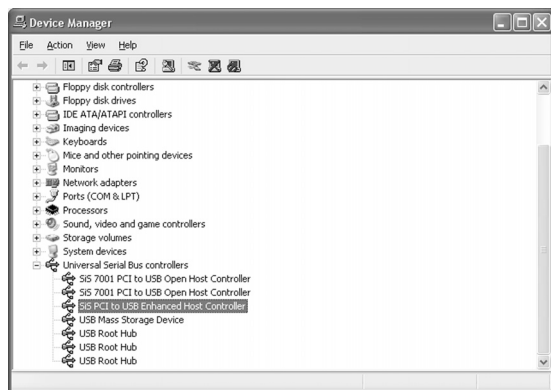 Device Manager
File Action View Help
Floppy disk controllers
Floppy disk drives
IDE ATA/ATAPI controllers
Imaging devices
Keyboards
Mice and other pointing devices
Monitors
Network adapters
Ports (COM & LPT)
Processors
Sound, video and game controllers
Storage volumes
System devices
Universal Serial Bus controllers
SiS 7001 PCI to USB Open Host Controller
SiS 7001 PCI to USB Open Host Controller
SiS PCI to USB Enhanced Host Controller
USB Mass Storage Device
USB Root Hub
USB Root Hub
USB Root Hub